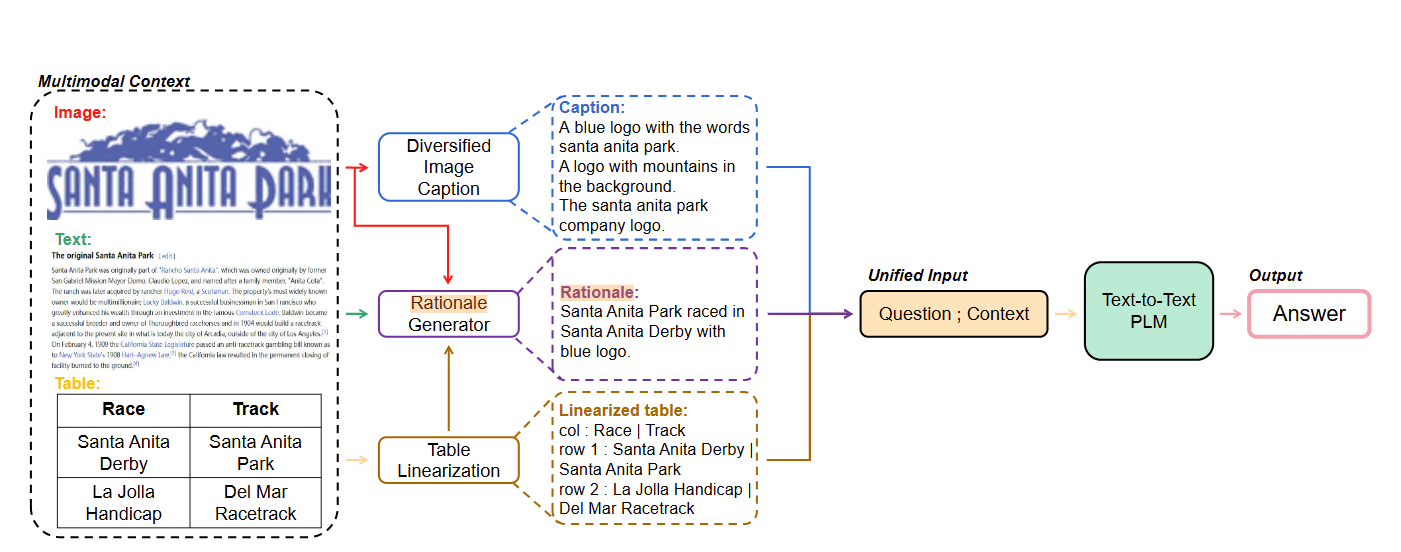 Multimodal Context
Image:
SANTA ANITA PARK
Text:
The original Santa Anita Park [ edit ]
Santa Anita Park was originally part of "Rancho Santa Anita", which was owned originally by former
San Gabriel Mission Mayor-Domo, Claudio Lopez, and named after a family member, "Anita Cota".
The ranch was later acquired by rancher Hugo Reid, a Scotsman. The property's most widely known
owner would be multimillionaire Lucky Baldwin, a successful businessman in San Francisco who
greatly enhanced his wealth through an investment in the famous Comstock Lode. Baldwin became
a successful breeder and owner of Thoroughbred racehorses and in 1904 would build a racetrack
adjacent to the present site in what is today the city of Arcadia, outside of the city of Los Angeles.[3]
On February 4, 1909 the California State Legislature passed an anti-racetrack gambling bill known as
to New York State's 1908 Hart–Agnew Law,[3] the California law resulted in the permanent closing of
facility burned to the ground.[4]
Table:
Race Track
Santa Anita Derby Santa Anita Park
La Jolla Handicap Del Mar Racetrack
Diversified
Image
Caption
Rationale
Generator
Table
Linearization
Caption:
A blue logo with the words
santa anita park.
A logo with mountains in
the background.
The santa anita park
company logo.
Rationale:
Santa Anita Park raced in
Santa Anita Derby with
blue logo.
Linearized table:
col : Race | Track
row 1 : Santa Anita Derby |
Santa Anita Park
row 2 : La Jolla Handicap |
Del Mar Racetrack
Unified Input
Question ; Context
Text-to-Text
PLM
Output
Answer